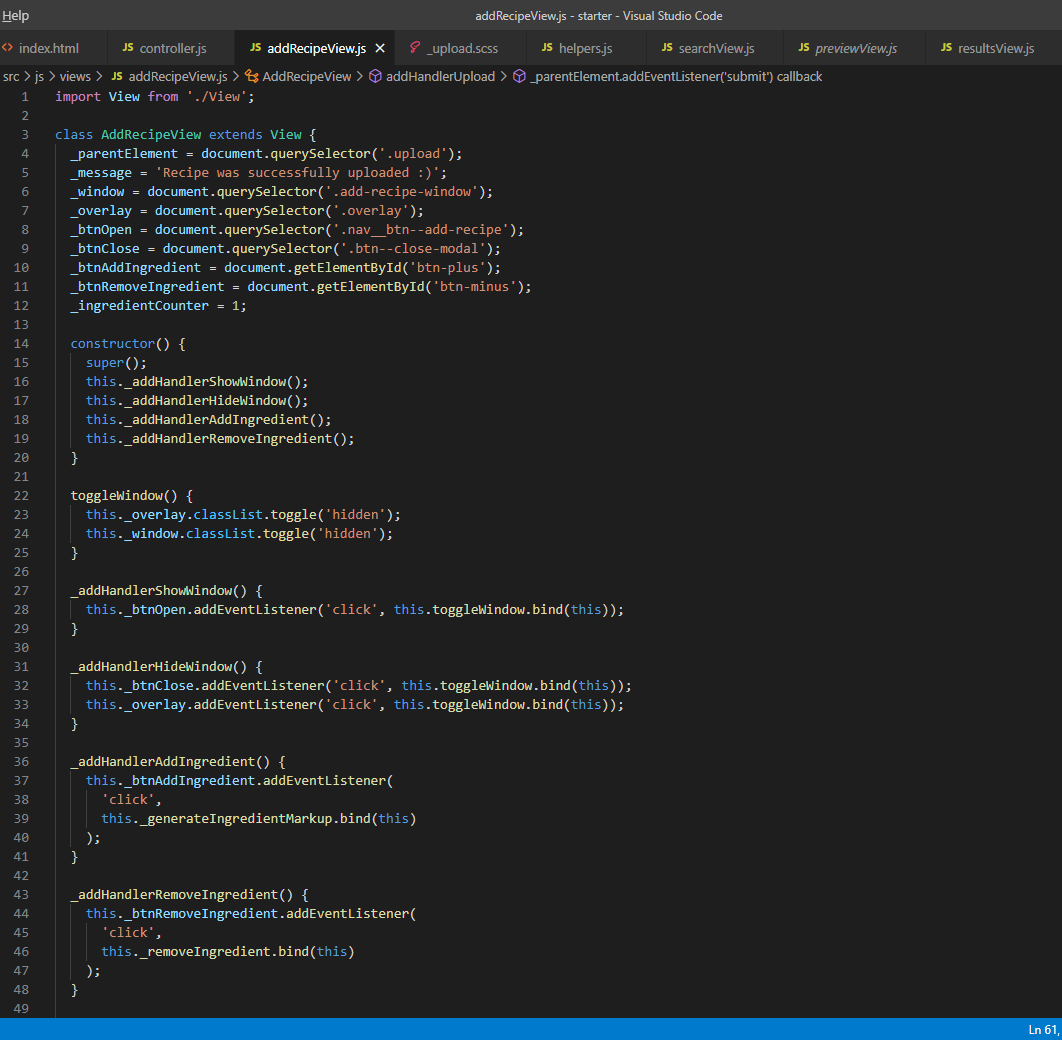 Help
addRecipeView.js - starter - Visual Studio Code
index.html JS controller.js JS addRecipeView.js _upload.scss JS helpers.js JS searchView.js JS previewView.js JS resultsView.js
src > js > views > JS addRecipeView.js > AddRecipeView > addHandlerUpload > _parentElement.addEventListener('submit') callback
1 import View from './View';
2
3 class AddRecipeView extends View {
4 _parentElement = document.querySelector('.upload');
5 _message = 'Recipe was successfully uploaded :)';
6 _window = document.querySelector('.add-recipe-window');
7 _overlay = document.querySelector('.overlay');
8 _btnOpen = document.querySelector('.nav__btn--add-recipe');
9 _btnClose = document.querySelector('.btn--close-modal');
10 _btnAddIngredient = document.getElementById('btn-plus');
11 _btnRemoveIngredient = document.getElementById('btn-minus');
12 _ingredientCounter = 1;
13
14 constructor() {
15 super();
16 this._addHandlerShowWindow();
17 this._addHandlerHideWindow();
18 this._addHandlerAddIngredient();
19 this._addHandlerRemoveIngredient();
20 }
21
22 toggleWindow() {
23 this._overlay.classList.toggle('hidden');
24 this._window.classList.toggle('hidden');
25 }
26
27 _addHandlerShowWindow() {
28 this._btnOpen.addEventListener('click', this.toggleWindow.bind(this));
29 }
30
31 _addHandlerHideWindow() {
32 this._btnClose.addEventListener('click', this.toggleWindow.bind(this));
33 this._overlay.addEventListener('click', this.toggleWindow.bind(this));
34 }
35
36 _addHandlerAddIngredient() {
37 this._btnAddIngredient.addEventListener(
38 'click',
39 this._generateIngredientMarkup.bind(this)
40 );
41 }
42
43 _addHandlerRemoveIngredient() {
44 this._btnRemoveIngredient.addEventListener(
45 'click',
46 this._removeIngredient.bind(this)
47 );
48 }
49
Ln 61,